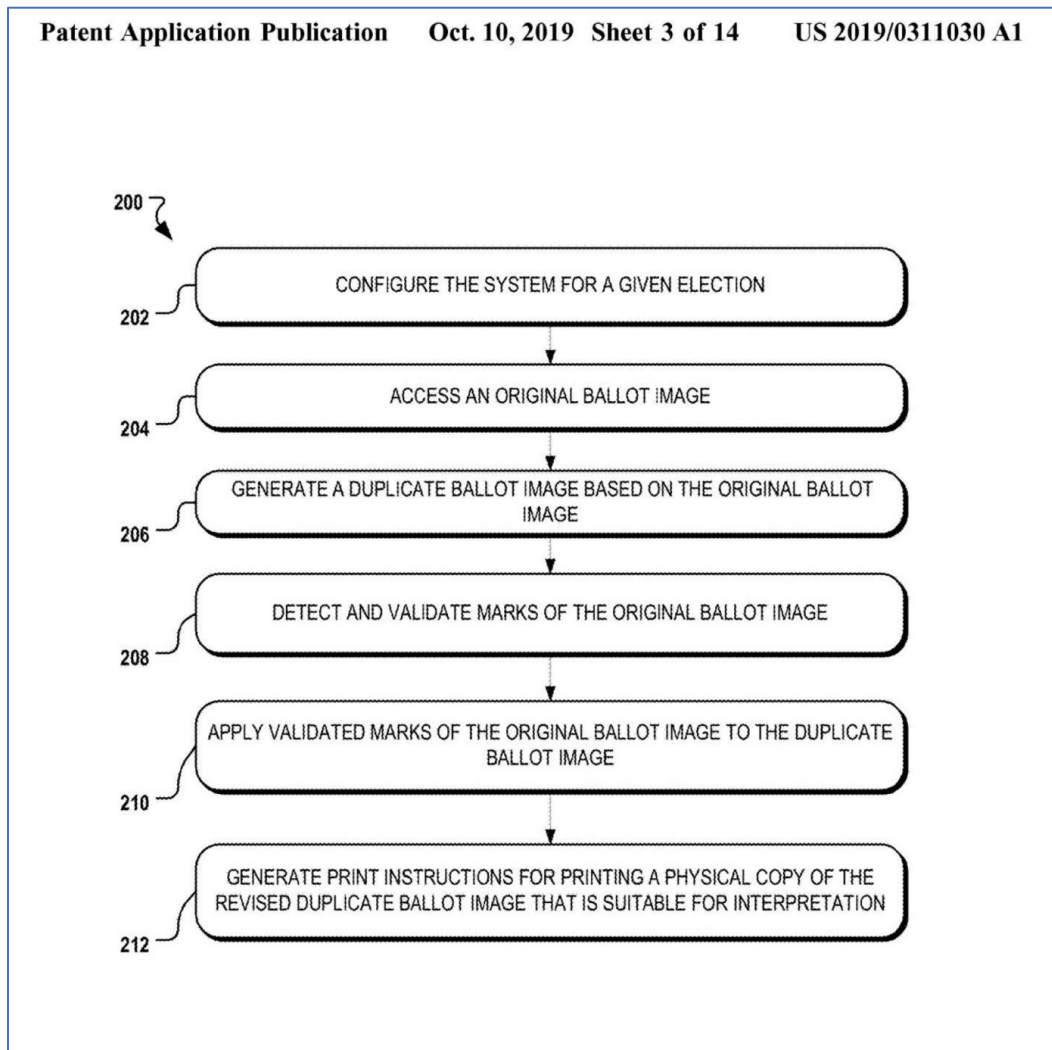 Patent Application Publication Oct. 10, 2019 Sheet 3 of 14 US 2019/0311030 A1
200
CONFIGURE THE SYSTEM FOR A GIVEN ELECTION
202
ACCESS AN ORIGINAL BALLOT IMAGE
204
GENERATE A DUPLICATE BALLOT IMAGE BASED ON THE ORIGINAL BALLOT
IMAGE
206
DETECT AND VALIDATE MARKS OF THE ORIGINAL BALLOT IMAGE
208
APPLY VALIDATED MARKS OF THE ORIGINAL BALLOT IMAGE TO THE DUPLICATE
BALLOT IMAGE
210
GENERATE PRINT INSTRUCTIONS FOR PRINTING A PHYSICAL COPY OF THE
REVISED DUPLICATE BALLOT IMAGE THAT IS SUITABLE FOR INTERPRETATION
212